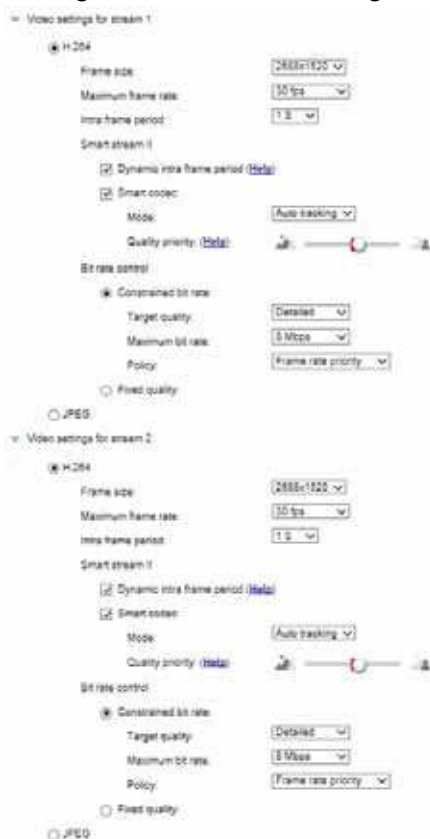 Video settings for stream 1
H.264
Frame size: 2688x1520
Maximum frame rate: 30 fps
Intra frame period: 1 S
Smart stream II
Dynamic intra frame period (Help)
Smart codec:
Mode: Auto tracking
Quality priority: (Help)
Bit rate control
Constrained bit rate:
Target quality: Detailed
Maximum bit rate: Mbps
Policy: Frame rate priority
Fixed quality:
JPEG
Video settings for stream 2
H.264
Frame size: 2688x1520
Maximum frame rate: 30 fps
Intra frame period: 1 S
Smart stream II
Dynamic intra frame period (Help)
Smart codec:
Mode: Auto tracking
Quality priority: (Help)
Bit rate control
Constrained bit rate:
Target quality: Detailed
Maximum bit rate: Mbps
Policy: Frame rate priority
Fixed quality:
JPEG